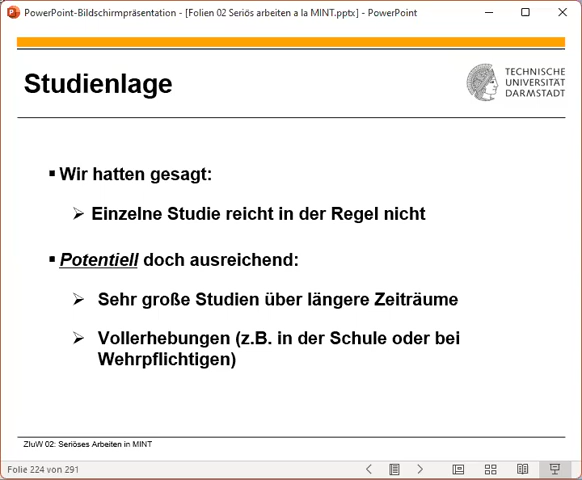 PowerPoint-Bildschirmpräsentation - [Folien 02 Seriös arbeiten a la MINT.pptx] - PowerPoint
Studienlage
TECHNISCHE
UNIVERSITÄT
DARMSTADT
▪ Wir hatten gesagt:
➢ Einzelne Studie reicht in der Regel nicht
▪ Potentiell doch ausreichend:
➢ Sehr große Studien über längere Zeiträume
➢ Vollerhebungen (z.B. in der Schule oder bei
Wehrpflichtigen)
ZIuW 02: Seriöses Arbeiten in MINT
Folie 224 von 291